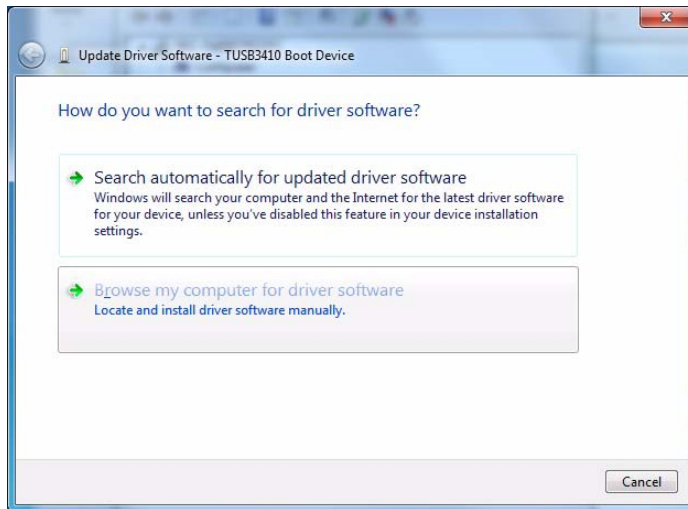 Update Driver Software - TUSB3410 Boot Device
How do you want to search for driver software?
Search automatically for updated driver software
Windows will search your computer and the Internet for the latest driver software
for your device, unless you've disabled this feature in your device installation
settings.
Browse my computer for driver software
Locate and install driver software manually.
Cancel